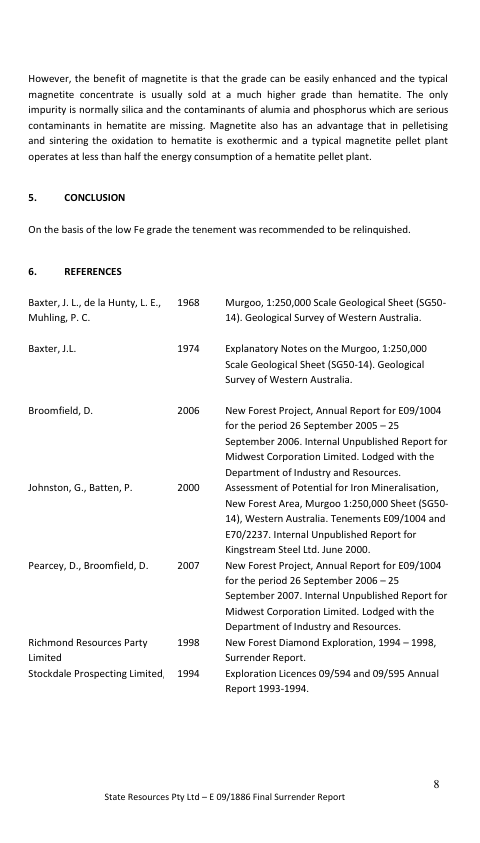 However, the benefit of magnetite is that the grade can be easily enhanced and the typical
magnetite concentrate is usually sold at a much higher grade than hematite. The only
impurity is normally silica and the contaminants of alumia and phosphorus which are serious
contaminants in hematite are missing. Magnetite also has an advantage that in pelletising
and sintering the oxidation to hematite is exothermic and a typical magnetite pellet plant
operates at less than half the energy consumption of a hematite pellet plant.
5. CONCLUSION
On the basis of the low Fe grade the tenement was recommended to be relinquished.
6. REFERENCES
Baxter, J. L., de la Hunty, L. E., 1968 Murgoo, 1:250,000 Scale Geological Sheet (SG50-
Muhling, P. C. 14). Geological Survey of Western Australia.
Baxter, J.L. 1974 Explanatory Notes on the Murgoo, 1:250,000
Scale Geological Sheet (SG50-14). Geological
Survey of Western Australia.
Broomfield, D. 2006 New Forest Project, Annual Report for E09/1004
for the period 26 September 2005 – 25
September 2006. Internal Unpublished Report for
Midwest Corporation Limited. Lodged with the
Department of Industry and Resources.
Johnston, G., Batten, P. 2000 Assessment of Potential for Iron Mineralisation,
New Forest Area, Murgoo 1:250,000 Sheet (SG50-
14), Western Australia. Tenements E09/1004 and
E70/2237. Internal Unpublished Report for
Kingstream Steel Ltd. June 2000.
Pearcey, D., Broomfield, D. 2007 New Forest Project, Annual Report for E09/1004
for the period 26 September 2006 – 25
September 2007. Internal Unpublished Report for
Midwest Corporation Limited. Lodged with the
Department of Industry and Resources.
Richmond Resources Party 1998 New Forest Diamond Exploration, 1994 – 1998,
Limited Surrender Report.
Stockdale Prospecting Limited, 1994 Exploration Licences 09/594 and 09/595 Annual
Report 1993-1994.
8
State Resources Pty Ltd – E 09/1886 Final Surrender Report